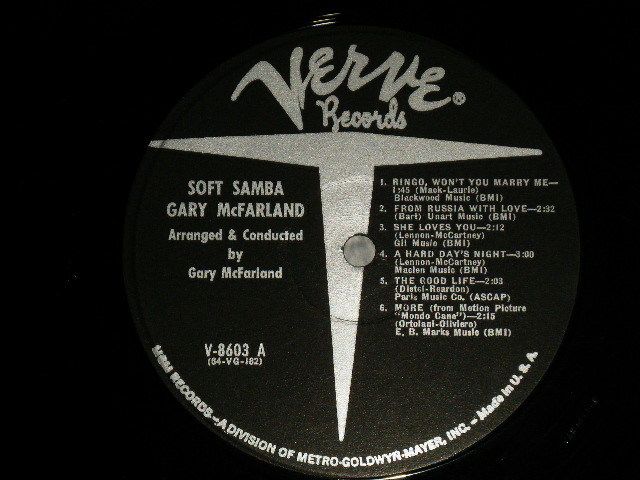 Verve ®
Records
SOFT SAMBA
GARY McFARLAND
Arranged & Conducted
by
Gary McFarland
V-8603 A
(64-VG-182)
1. RINGO, WON'T YOU MARRY ME—
1:45 (Mack-Laurie)
Blackwood Music (BMI)
2. FROM RUSSIA WITH LOVE—2:32
(Bart) Unart Music (BMI)
3. SHE LOVES YOU—2:12
(Lennon-McCartney)
Gil Music (BMI)
4. A HARD DAY'S NIGHT—3:00
(Lennon-McCartney)
Maclen Music (BMI)
5. THE GOOD LIFE—2:03
(Distel-Reardon)
Paris Music Co. (ASCAP)
6. MORE (from Motion Picture
"Mondo Cane")—2:15
(Ortolani-Oliviero)
E. B. Marks Music (BMI)
MGM RECORDS—A DIVISION OF METRO-GOLDWYN-MAYER, INC.—Made in U. S. A.